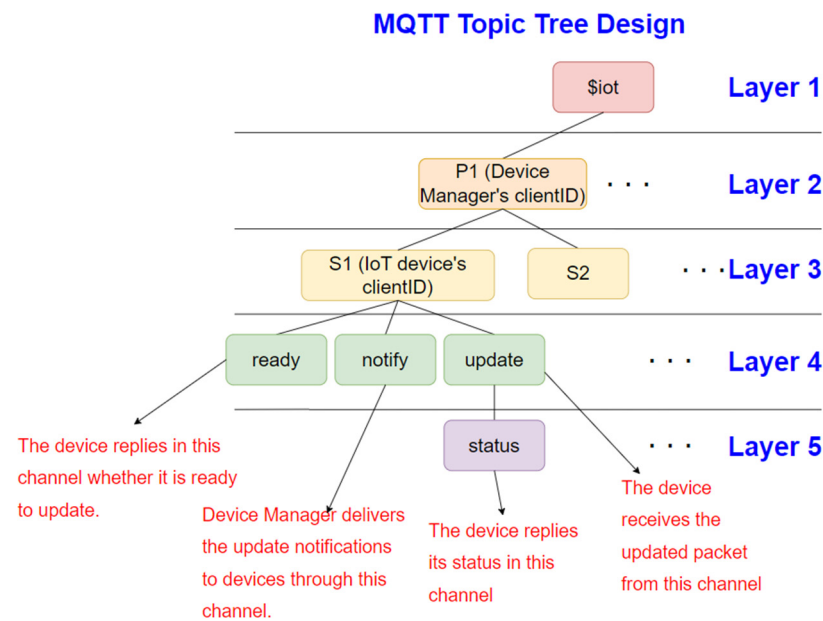 MQTT Topic Tree Design
$iot
Layer 1
P1 (Device
Manager's clientID)
. . .
Layer 2
S1 (IoT device's
clientID)
S2
. . .
Layer 3
ready
notify
update
. . .
Layer 4
status
. . .
Layer 5
The device replies in this
channel whether it is ready
to update.
Device Manager delivers
the update notifications
to devices through this
channel.
The device replies
its status in this
channel
The device
receives the
updated packet
from this channel